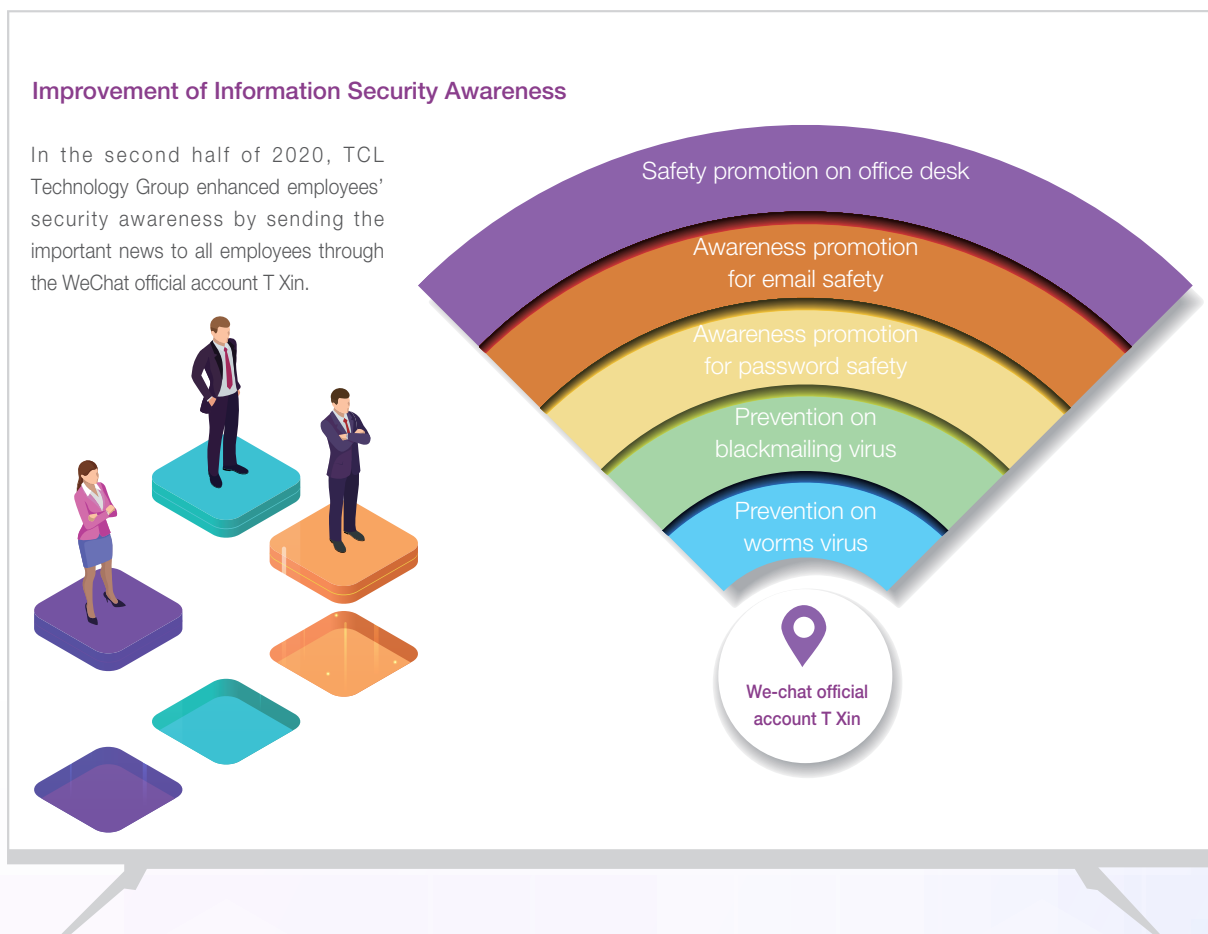 Improvement of Information Security Awareness
In the second half of 2020, TCL
Technology Group enhanced employees'
security awareness by sending the
important news to all employees through
the WeChat official account T Xin.
Safety promotion on office desk
Awareness promotion
for email safety
Awareness promotion
for password safety
Prevention on
blackmailing virus
Prevention on
worms virus
We-chat official
account T Xin